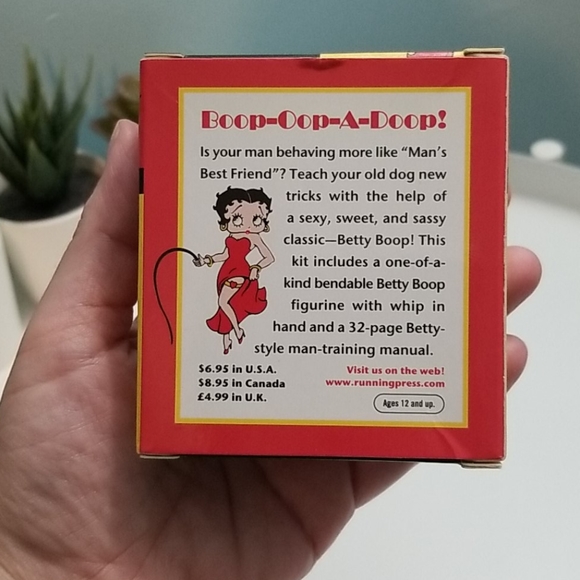 Boop-Oop-A-Doop!
Is your man behaving more like “Man’s
Best Friend”? Teach your old dog new
tricks with the help of
a sexy, sweet, and sassy
classic—Betty Boop! This
kit includes a one-of-a-
kind bendable Betty Boop
figurine with whip in
hand and a 32-page Betty-
style man-training manual.
$6.95 in U.S.A.
$8.95 in Canada
£4.99 in U.K.
Visit us on the web!
www.runningpress.com
Ages 12 and up.